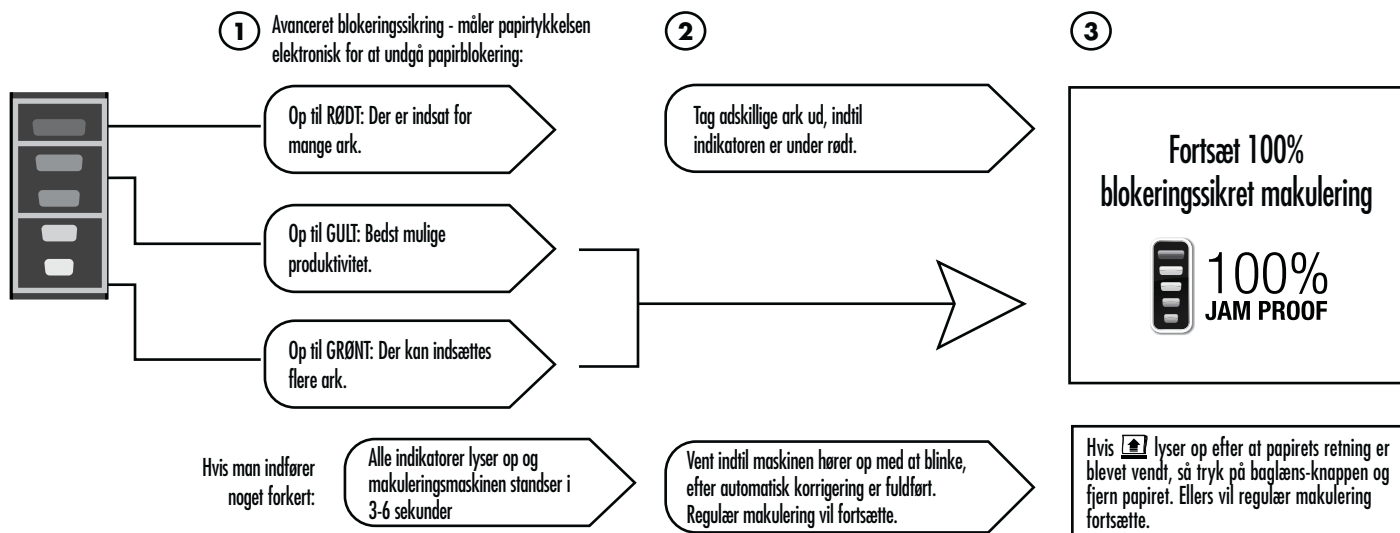 1
Avanceret blokeringssikring - måler papirtykkelsen
elektronisk for at undgå papirblokering:
Op til RØDT: Der er indsat for
mange ark.
Op til GULT: Bedst mulige
produktivitet.
Op til GRØNT: Der kan indsættes
flere ark.
2
Tag adskillige ark ud, indtil
indikatoren er under rødt.
3
Fortsæt 100%
blokeringssikret makulering
100%
JAM PROOF
Hvis man indfører
noget forkert:
Alle indikatorer lyser op og
makuleringsmaskinen standser i
3-6 sekunder
Vent indtil maskinen hører op med at blinke,
efter automatisk korrigering er fuldført.
Regulær makulering vil fortsætte.
Hvis lyser op efter at papirets retning er
blevet vendt, så tryk på baglæns-knappen og
fjern papiret. Ellers vil regulær makulering
fortsætte.